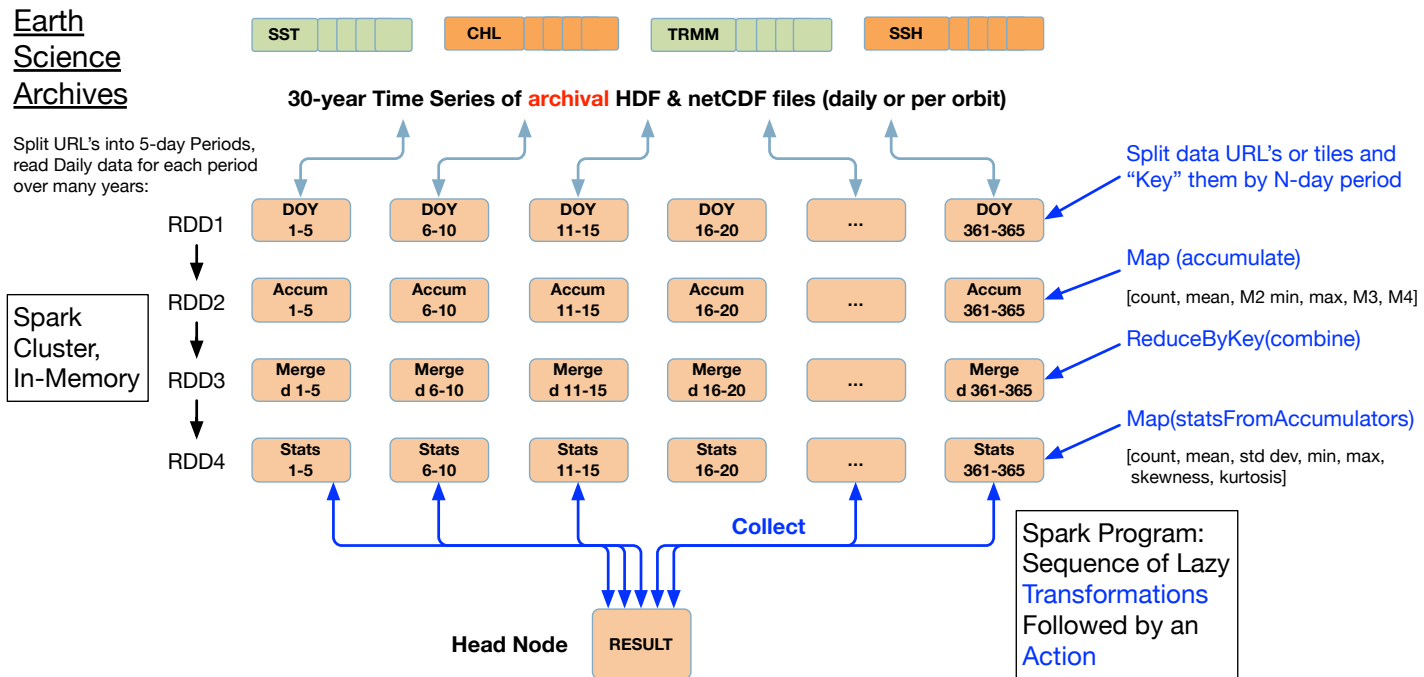 Earth
Science
Archives
SST
CHL
TRMM
SSH
30-year Time Series of archival HDF & netCDF files (daily or per orbit)
Split URL's into 5-day Periods,
read Daily data for each period
over many years:
Split data URL's or tiles and
“Key” them by N-day period
RDD1
DOY
1-5
DOY
6-10
DOY
11-15
DOY
16-20
...
DOY
361-365
Map (accumulate)
[count, mean, M2 min, max, M3, M4]
RDD2
Accum
1-5
Accum
6-10
Accum
11-15
Accum
16-20
...
Accum
361-365
Spark
Cluster,
In-Memory
ReduceByKey(combine)
RDD3
Merge
d 1-5
Merge
d 6-10
Merge
d 11-15
Merge
d 16-20
...
Merge
d 361-365
Map(statsFromAccumulators)
[count, mean, std dev, min, max,
skewness, kurtosis]
RDD4
Stats
1-5
Stats
6-10
Stats
11-15
Stats
16-20
...
Stats
361-365
Collect
Spark Program:
Sequence of Lazy
Transformations
Followed by an
Action
Head Node
RESULT